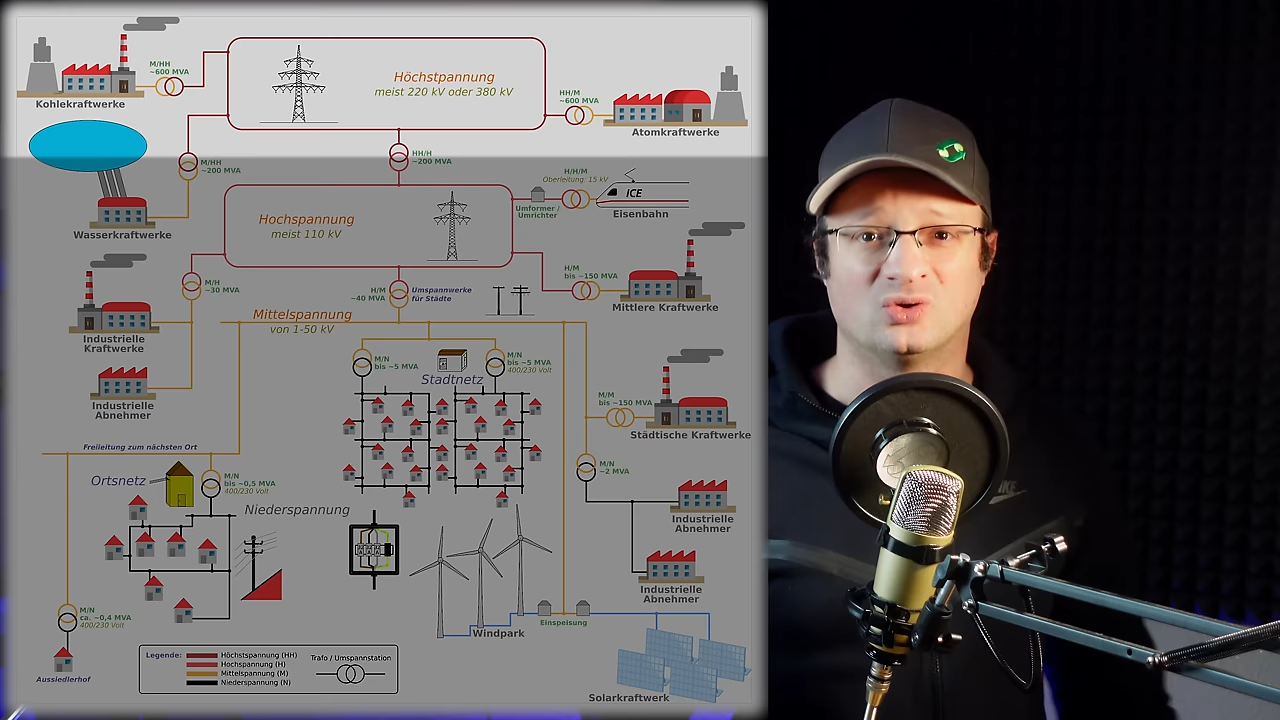 Kohlekraftwerke
M/HH
~600 MVA
Höchstpannung
meist 220 kV oder 380 kV
HH/M
~600 MVA
Atomkraftwerke
M/HH
~200 MVA
HH/H
~200 MVA
Wasserkraftwerke
Hochspannung
meist 110 kV
H/H/M
Oberleitung: 15 kV
Umformer /
Umrichter
ICE
Eisenbahn
M/H
~30 MVA
H/M
~40 MVA
Umspannwerke
für Städte
H/M
bis ~150 MVA
Mittlere Kraftwerke
Industrielle
Kraftwerke
Mittelspannung
von 1-50 kV
M/N
bis ~5 MVA
Stadtnetz
M/N
bis ~5 MVA
400/230 Volt
Industrielle
Abnehmer
M/M
bis ~150 MVA
Städtische Kraftwerke
Freileitung zum nächsten Ort
Ortsnetz
M/N
bis ~0,5 MVA
400/230 Volt
Niederspannung
M/N
~2 MVA
Industrielle
Abnehmer
Industrielle
Abnehmer
M/N
ca. ~0,4 MVA
400/230 Volt
Aussiedlerhof
Windpark
Einspeisung
Solarkraftwerk
Legende:
Höchstspannung (HH)
Hochspannung (H)
Mittelspannung (M)
Niederspannung (N)
Trafo / Umspannstation